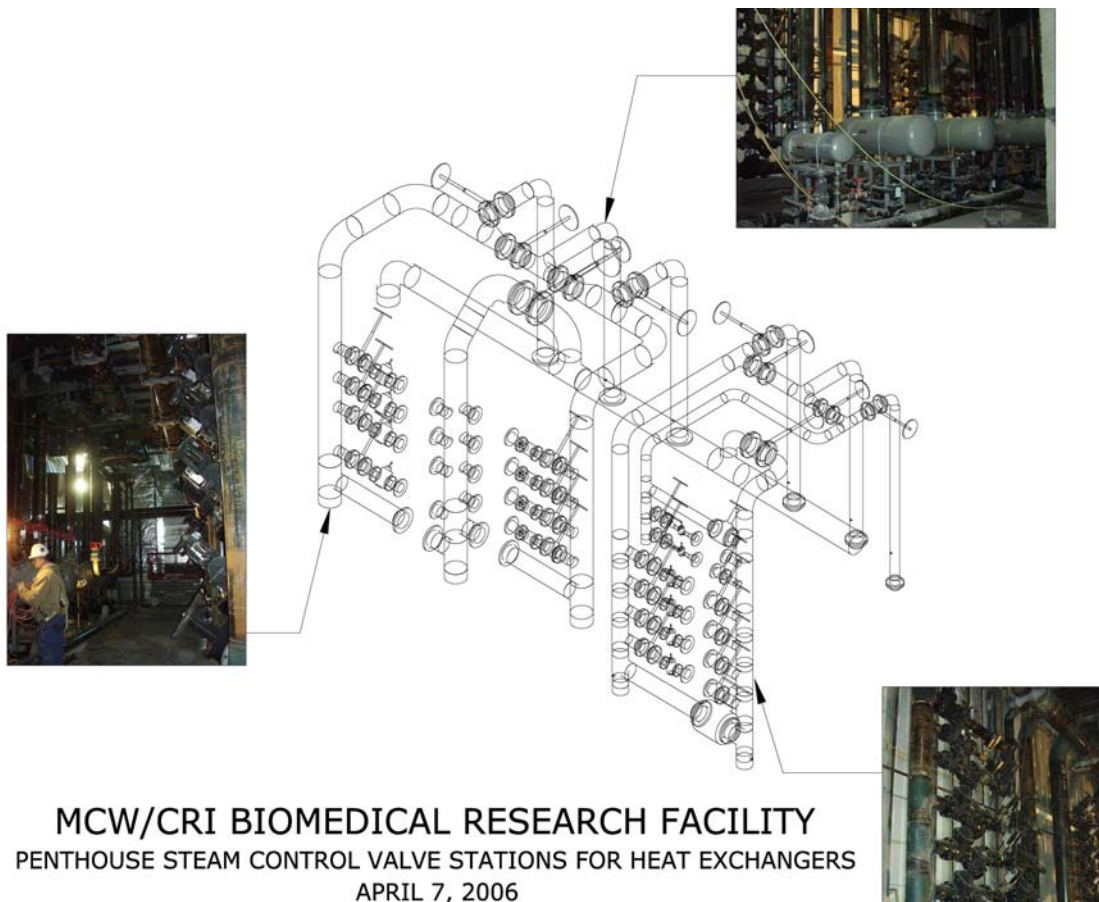 MCW/CRI BIOMEDICAL RESEARCH FACILITY
PENTHOUSE STEAM CONTROL VALVE STATIONS FOR HEAT EXCHANGERS
APRIL 7, 2006